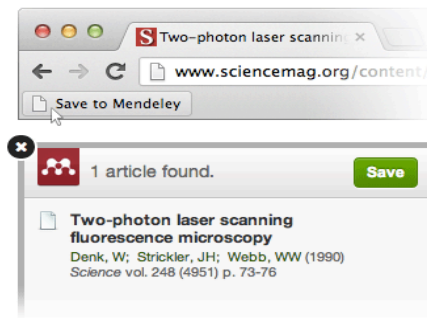 S Two-photon laser scanning
www.sciencemag.org/content/
Save to Mendeley
1 article found.
Save
Two-photon laser scanning
fluorescence microscopy
Denk, W; Strickler, JH; Webb, WW (1990)
Science vol. 248 (4951) p. 73-76